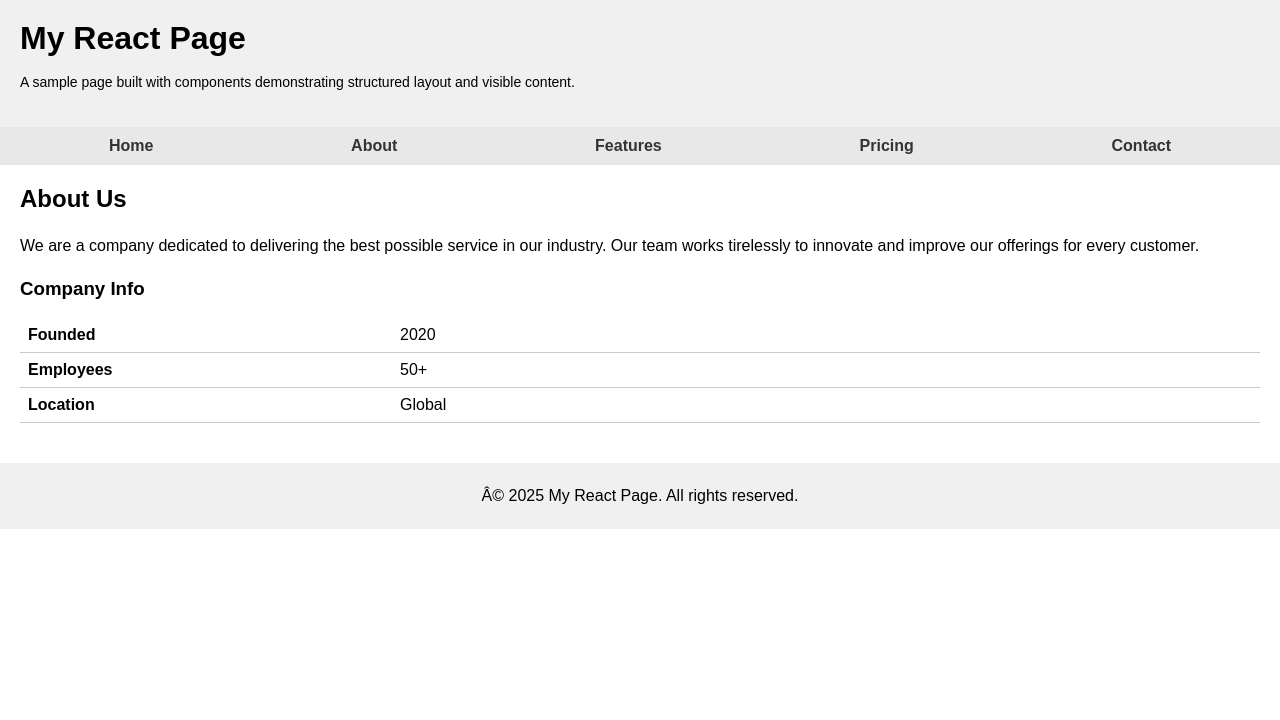 My React Page
A sample page built with components demonstrating structured layout and visible content.
Home About Features Pricing Contact
About Us
We are a company dedicated to delivering the best possible service in our industry. Our team works tirelessly to innovate and improve our offerings for every customer.
Company Info
Founded 2020
Employees 50+
Location Global
Â© 2025 My React Page. All rights reserved.